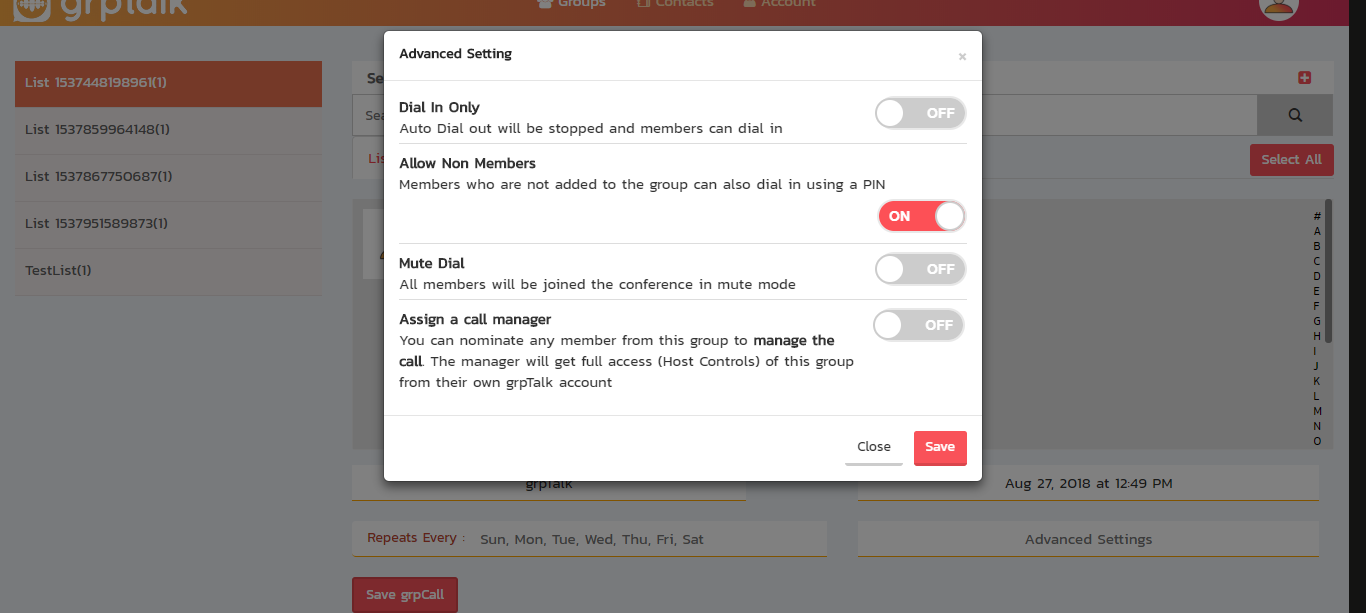 grpTalk
Groups
Contacts
Account
List 1537448198961(1)
List 1537859964148(1)
List 1537867750687(1)
List 1537951589873(1)
TestList(1)
Advanced Setting
×
Dial In Only
OFF
Auto Dial out will be stopped and members can dial in
Allow Non Members
Members who are not added to the group can also dial in using a PIN
ON
Mute Dial
OFF
All members will be joined the conference in mute mode
Assign a call manager
OFF
You can nominate any member from this group to manage the
call. The manager will get full access (Host Controls) of this group
from their own grpTalk account
Close
Save
Select All
#
A
B
C
D
E
F
G
H
I
J
K
L
M
N
O
grpTalk
Aug 27, 2018 at 12:49 PM
Repeats Every : Sun, Mon, Tue, Wed, Thu, Fri, Sat
Advanced Settings
Save grpCall